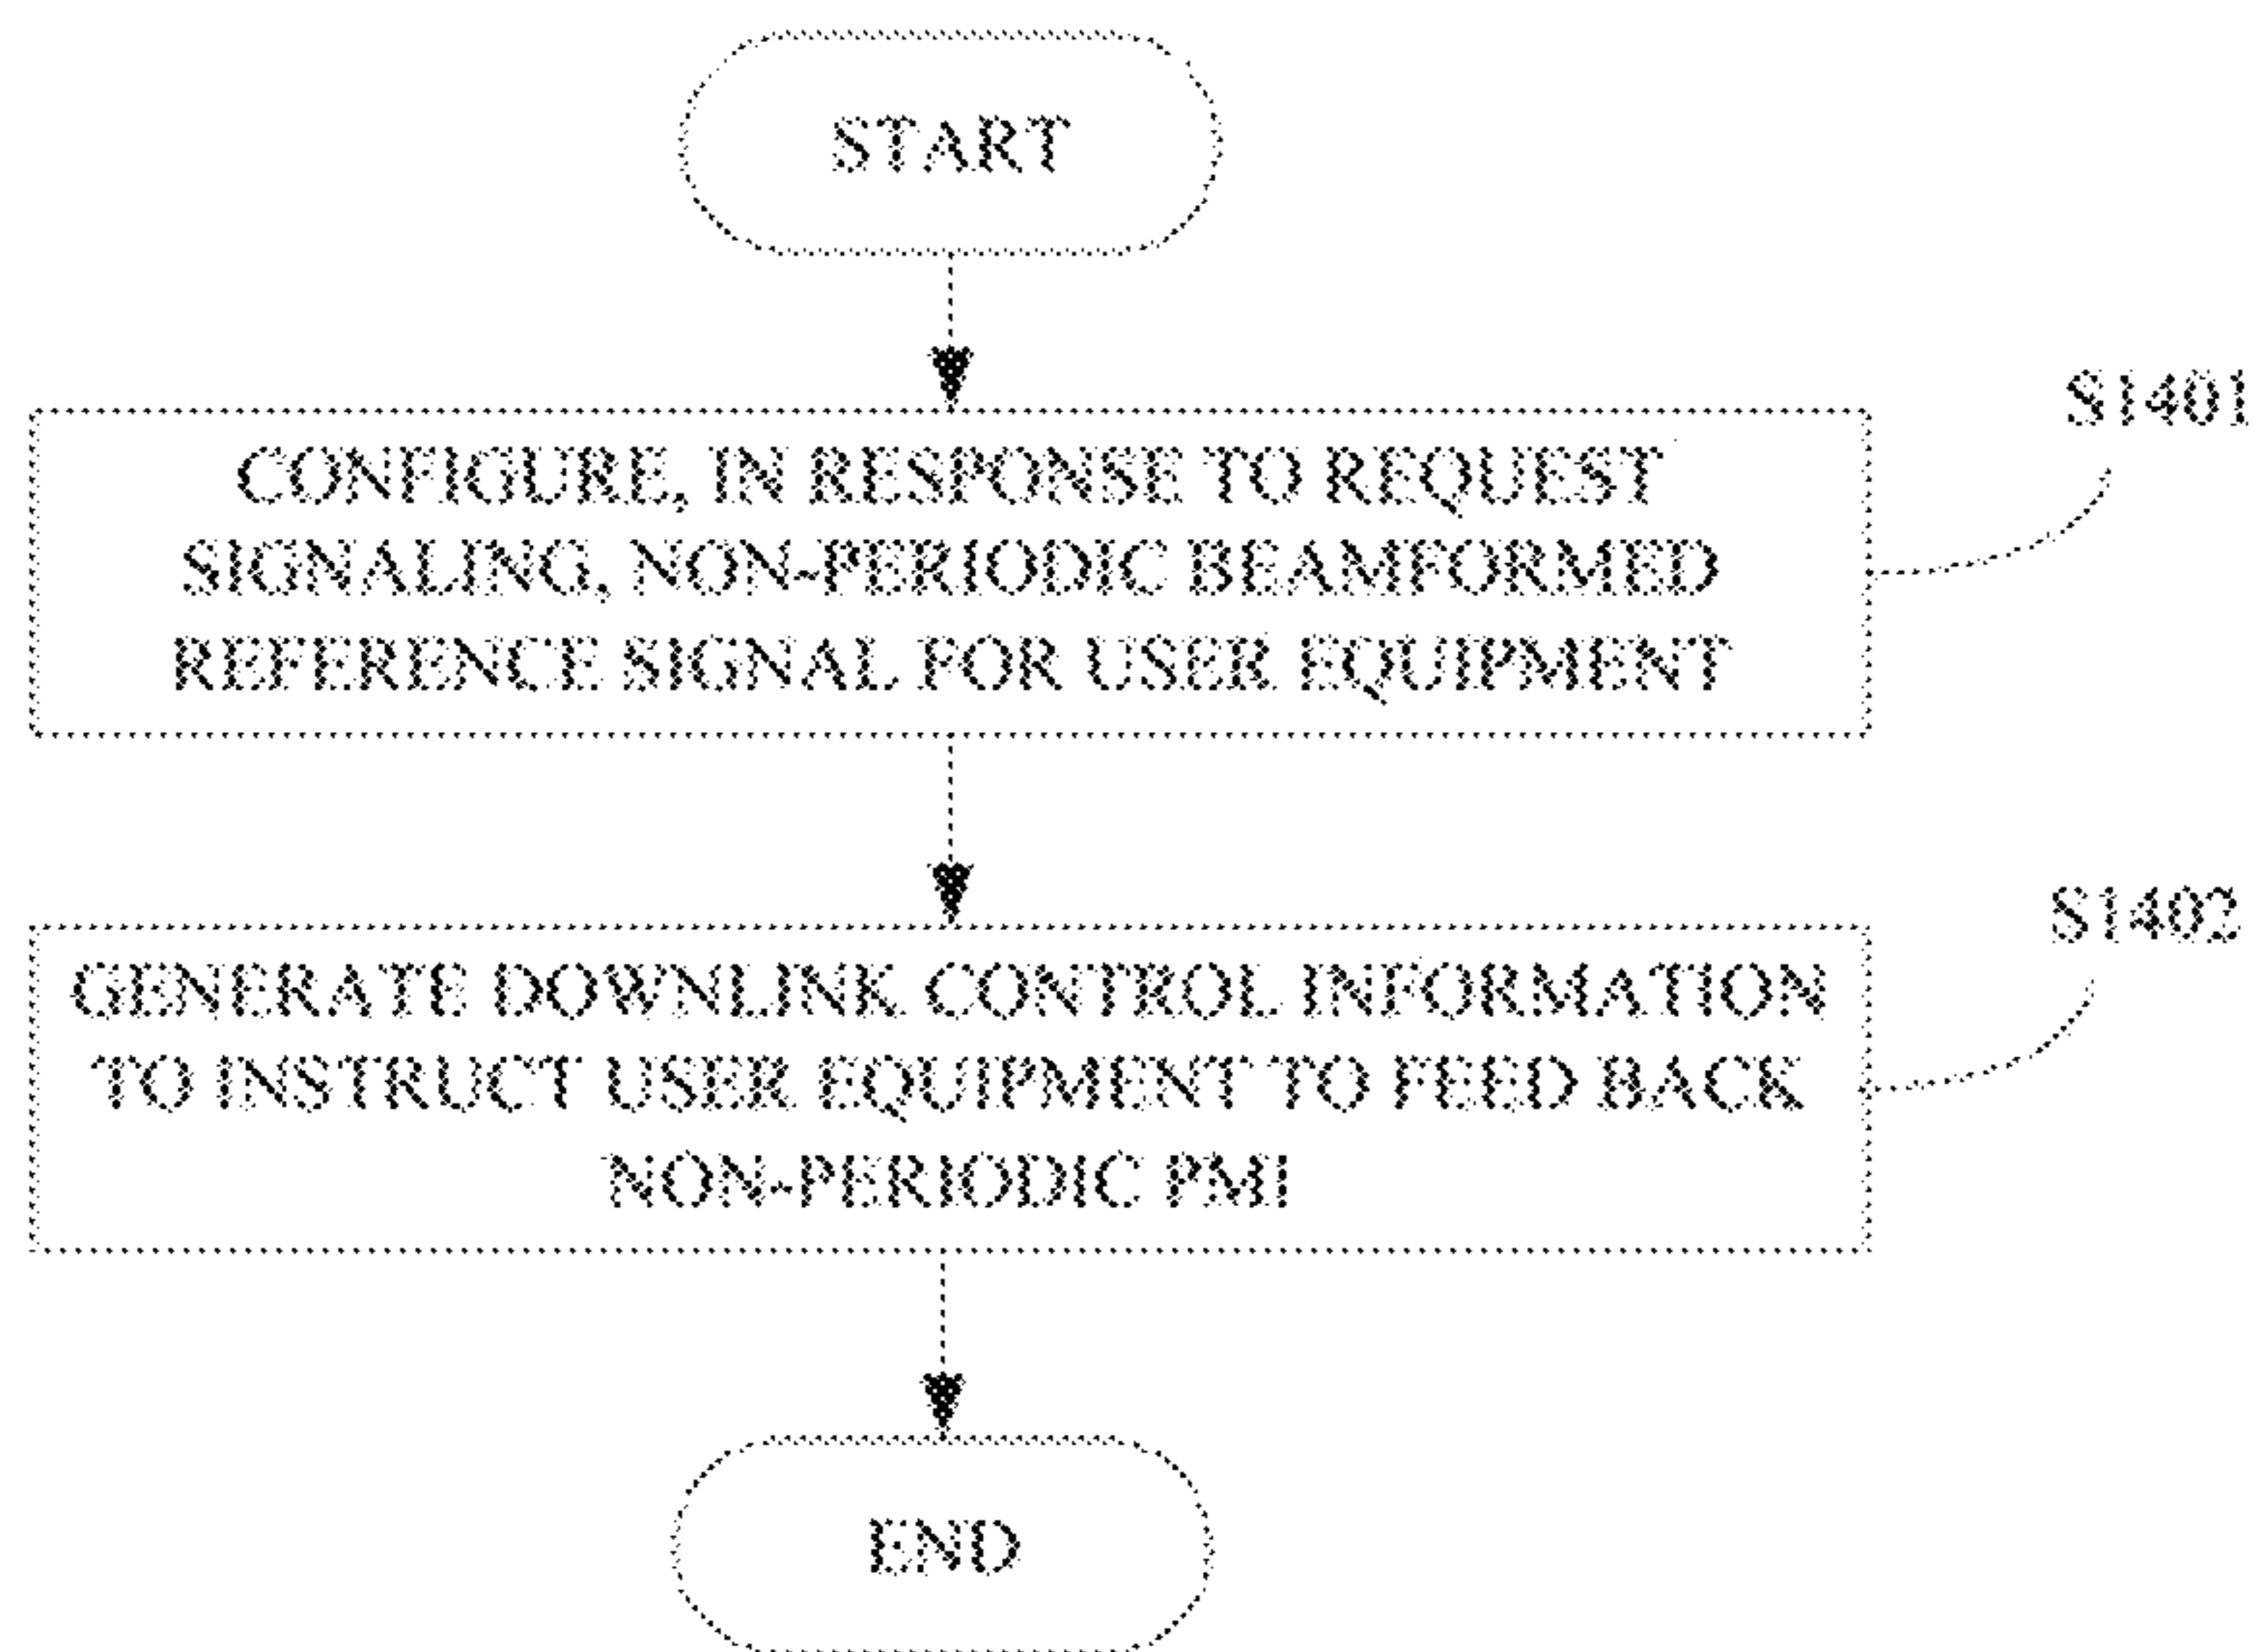 START
S1401
CONFIGURE, IN RESPONSE TO REQUEST
SIGNALING, NON-PERIODIC BEAMFORMED
REFERENCE SIGNAL FOR USER EQUIPMENT
S1402
GENERATE DOWNLINK CONTROL INFORMATION
TO INSTRUCT USER EQUIPMENT TO FEED BACK
NON-PERIODIC PMI
END